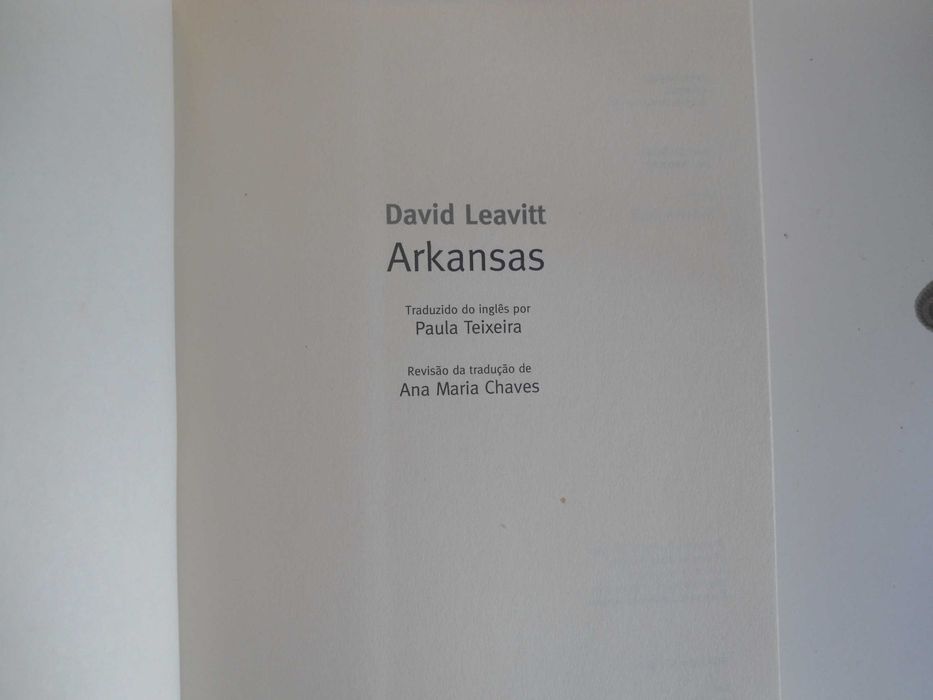 David Leavitt
Arkansas
Traduzido do inglês por
Paula Teixeira
Revisão da tradução de
Ana Maria Chaves